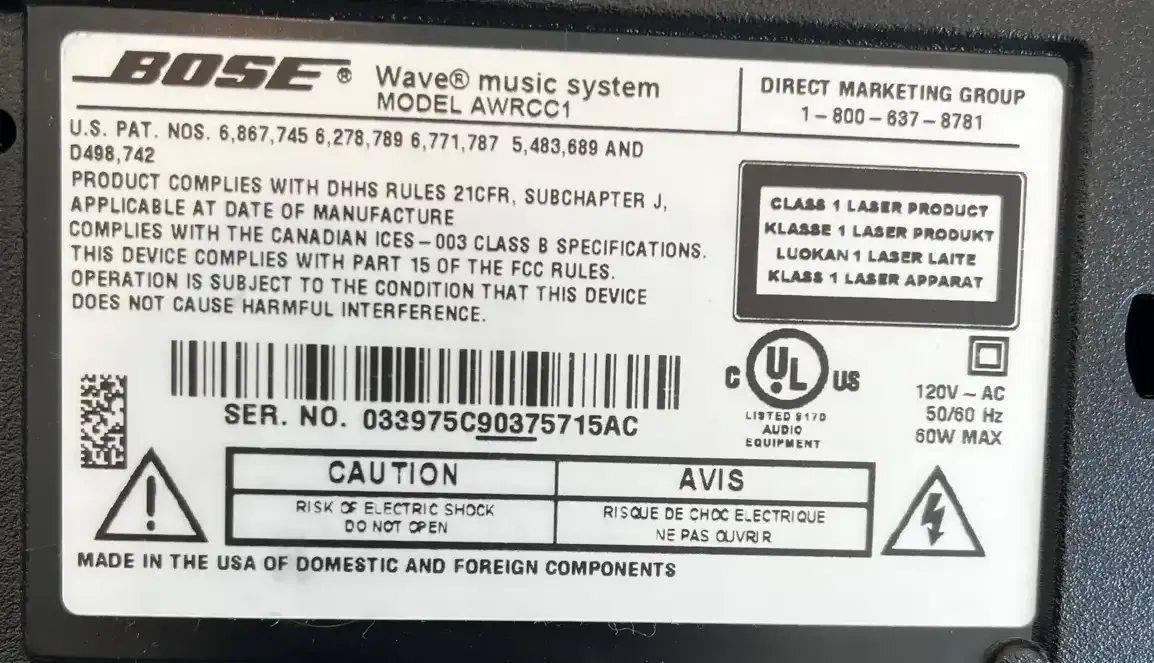 BOSE® Wave® music system
MODEL AWRCC1
DIRECT MARKETING GROUP
1-800-637-8781
U.S. PAT. NOS. 6,867,745 6,278,789 6,771,787 5,483,689 AND
D498,742
PRODUCT COMPLIES WITH DHHS RULES 21CFR, SUBCHAPTER J,
APPLICABLE AT DATE OF MANUFACTURE
COMPLIES WITH THE CANADIAN ICES-003 CLASS B SPECIFICATIONS.
THIS DEVICE COMPLIES WITH PART 15 OF THE FCC RULES.
OPERATION IS SUBJECT TO THE CONDITION THAT THIS DEVICE
DOES NOT CAUSE HARMFUL INTERFERENCE.
CLASS 1 LASER PRODUCT
KLASSE 1 LASER PRODUKT
LUOKAN 1 LASER LAITE
KLASS 1 LASER APPARAT
SER. NO. 033975C90375715AC
C UL US
LISTED 917D
AUDIO
EQUIPMENT
120V ~ AC
50/60 Hz
60W MAX
CAUTION
RISK OF ELECTRIC SHOCK
DO NOT OPEN
AVIS
RISQUE DE CHOC ELECTRIQUE
NE PAS OUVRIR
MADE IN THE USA OF DOMESTIC AND FOREIGN COMPONENTS